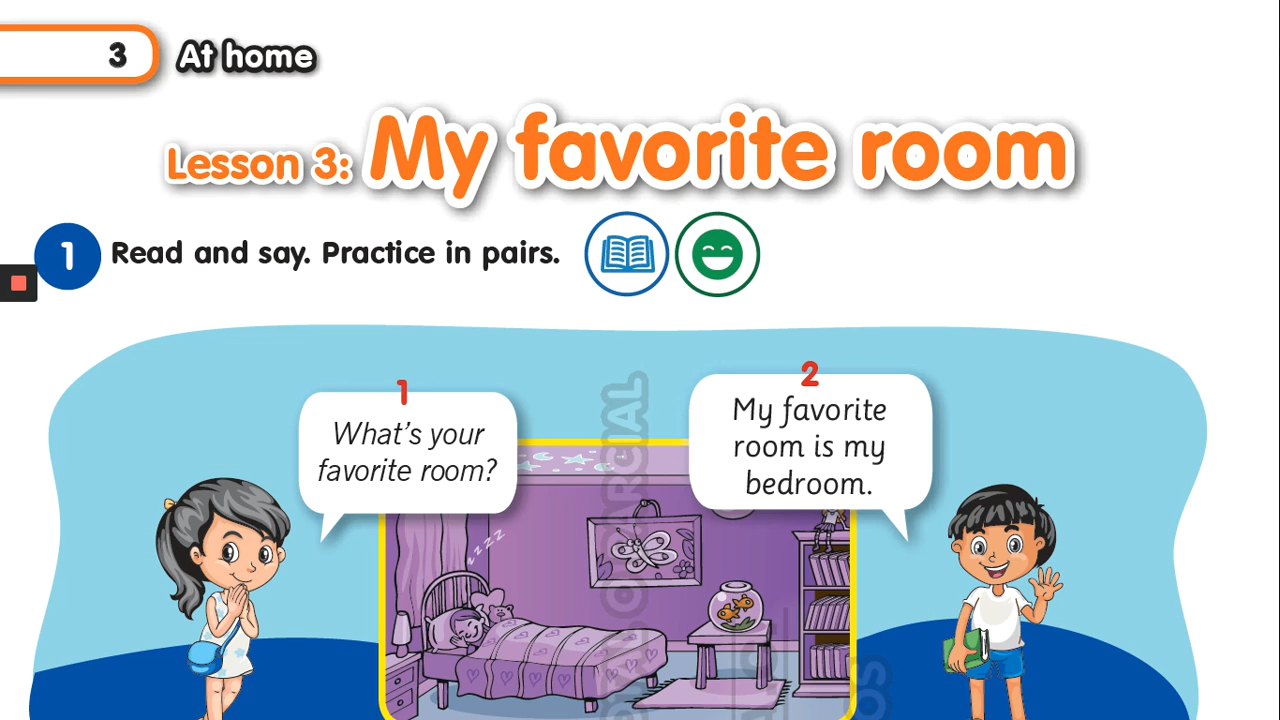 3 At home
Lesson 3: My favorite room
1 Read and say. Practice in pairs.
1
What's your
favorite room?
2
My favorite
room is my
bedroom.
zzzzz